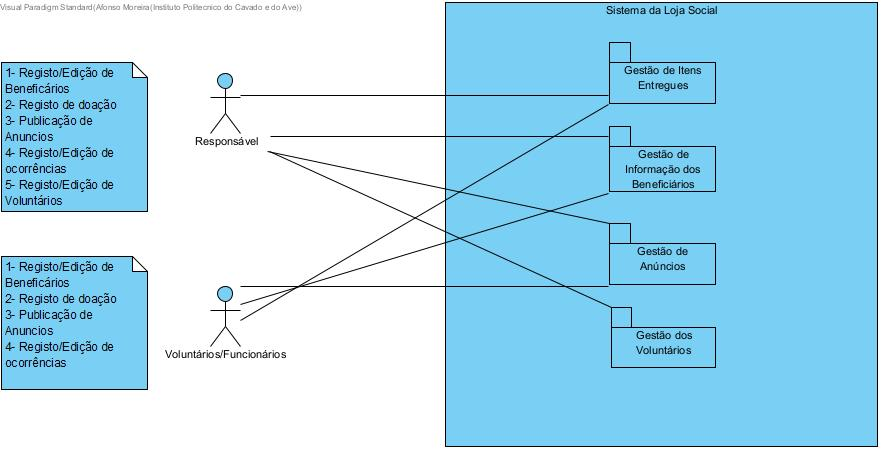 Visual Paradigm Standard(Afonso Moreira(Instituto Politecnico do Cavado e do Ave))
Sistema da Loja Social
1- Registo/Edição de
Beneficários
2- Registo de doação
3- Publicação de
Anuncios
4- Registo/Edição de
ocorrências
5- Registo/Edição de
Voluntários
Responsável
Gestão de Itens
Entregues
Gestão de
Informação dos
Beneficiários
Gestão de
Anúncios
Gestão dos
Voluntários
1- Registo/Edição de
Beneficários
2- Registo de doação
3- Publicação de
Anuncios
4- Registo/Edição de
ocorrências
Voluntários/Funcionários